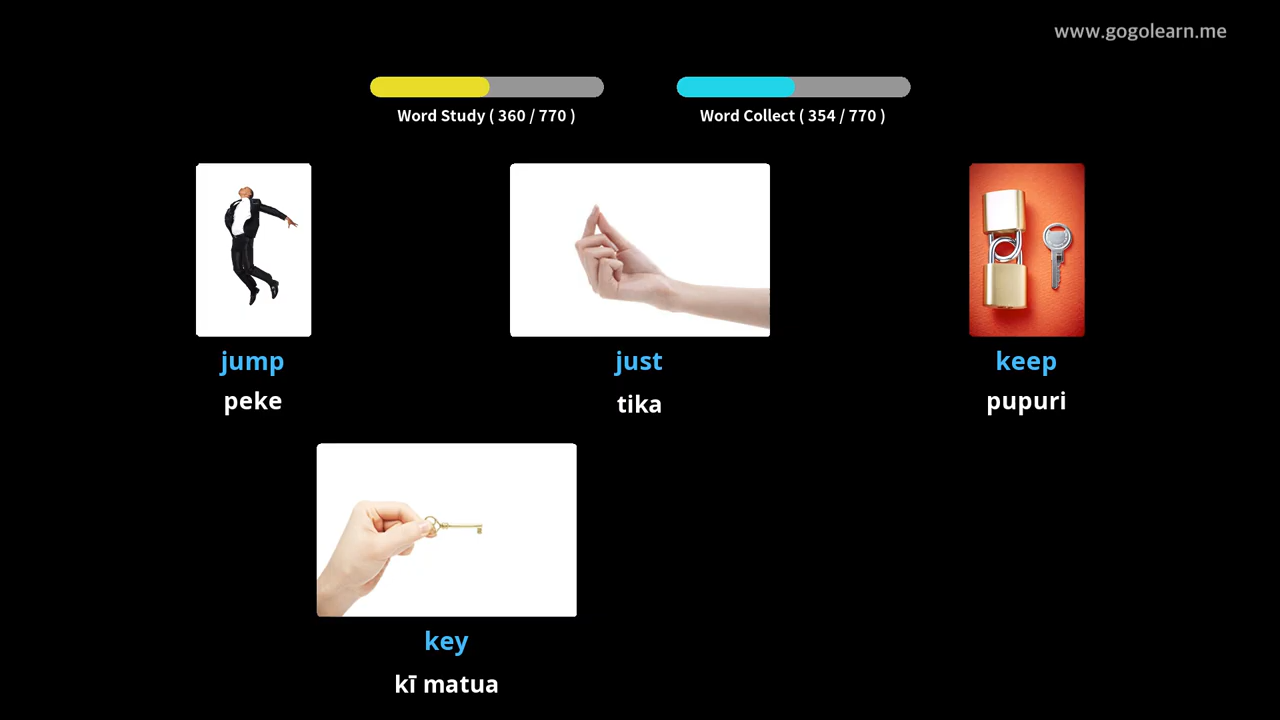 www.gogolearn.me
Word Study ( 360 / 770 )
Word Collect ( 354 / 770 )
jump
just
keep
peke
tika
pupuri
key
kī matua